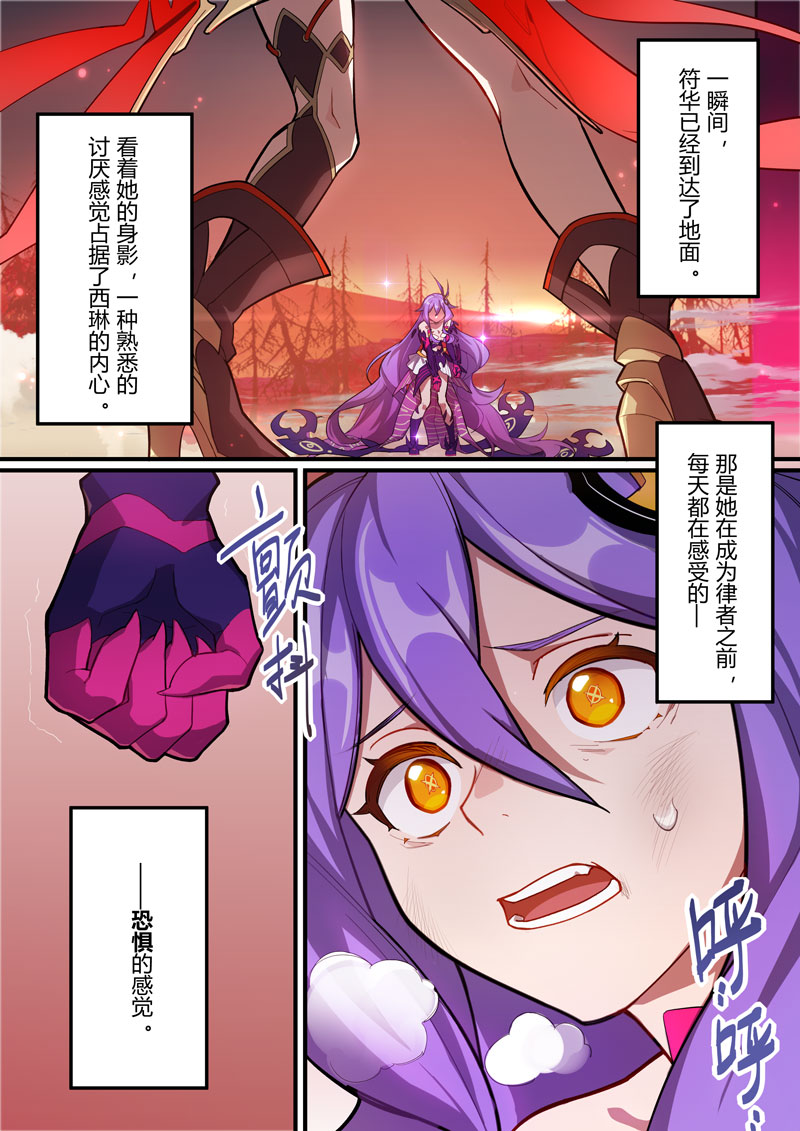 一瞬间，
符华已经到达了地面。
看着她的身影，一种熟悉的
讨厌感觉占据了西琳的内心。
那是她在成为律者之前，
每天都在感受的—
颤抖
—恐惧的感觉。
呼
呼